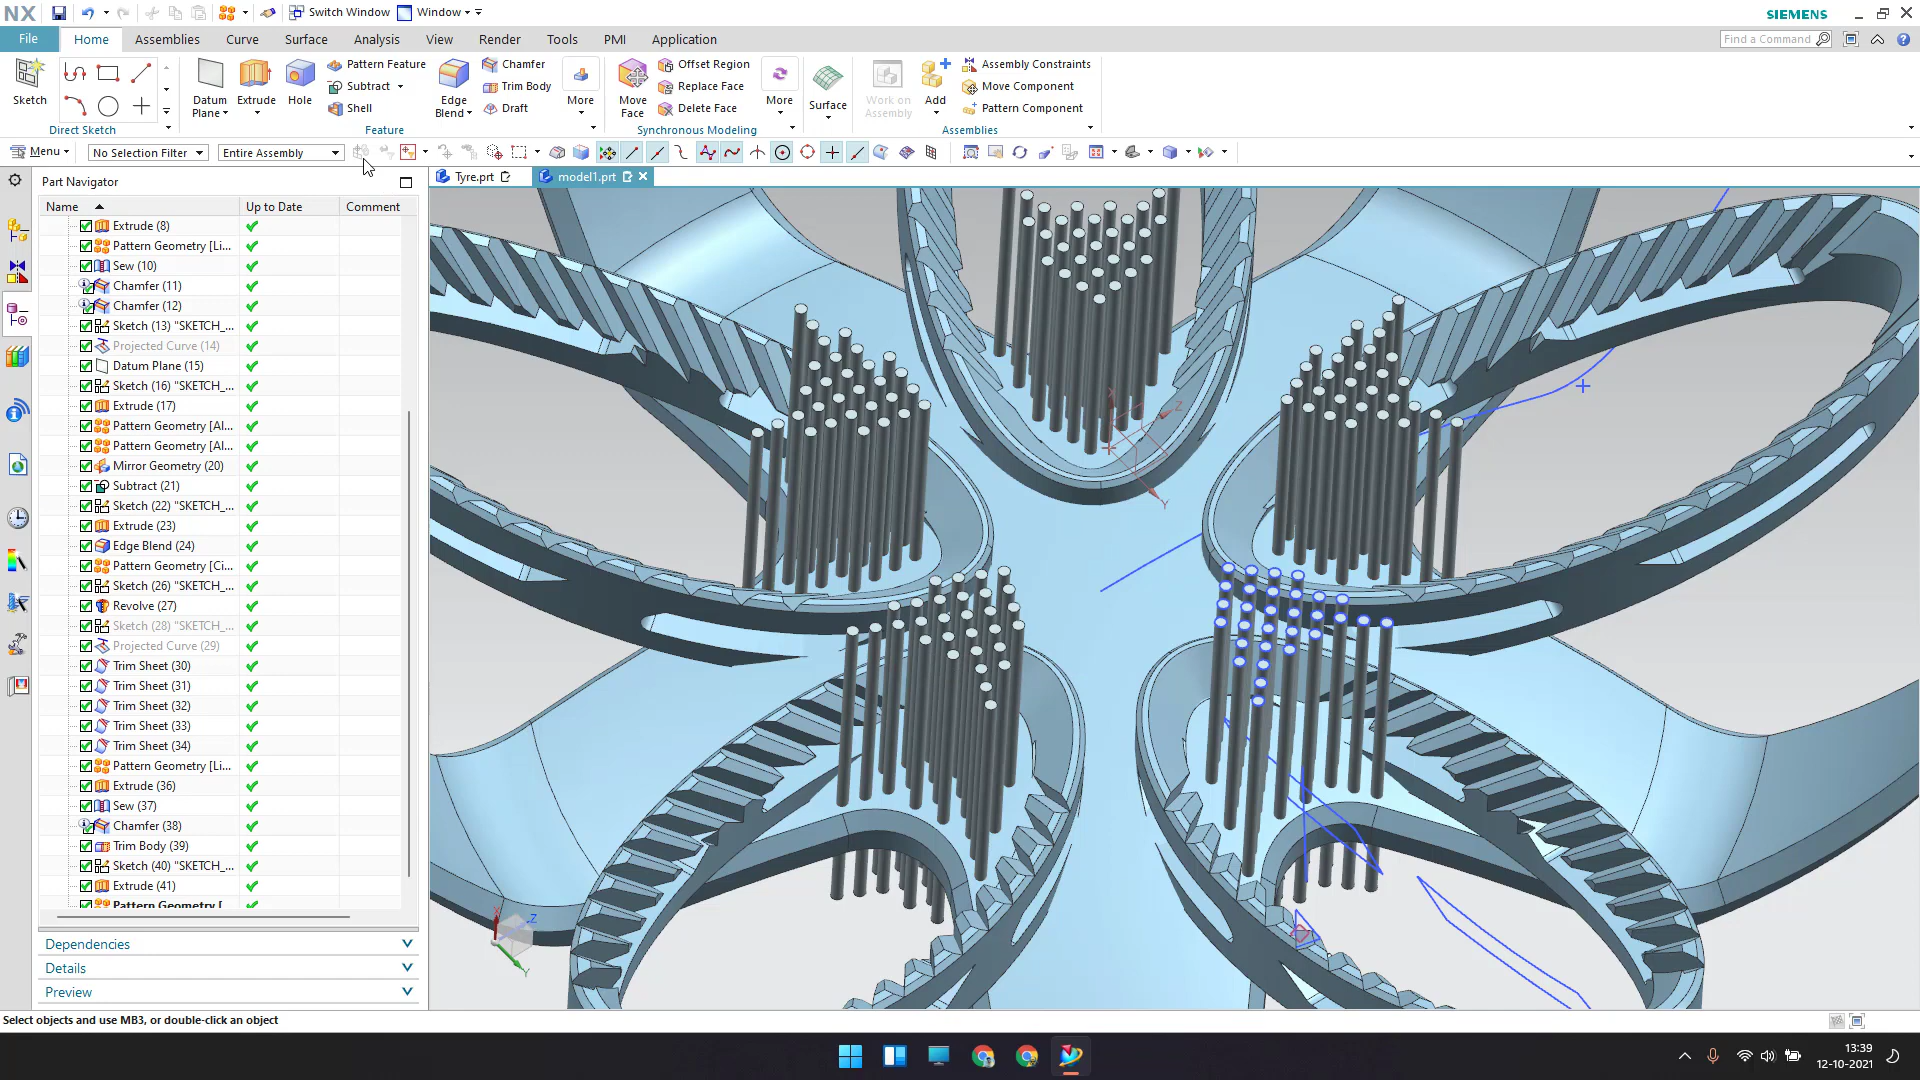 NX
Switch Window
Window
SIEMENS
File
Home
Assemblies
Curve
Surface
Analysis
View
Render
Tools
PMI
Application
Find a Command
Sketch
Direct Sketch
Datum
Plane
Extrude
Hole
Pattern Feature
Subtract
Shell
Edge
Blend
Chamfer
Trim Body
Draft
More
Feature
Move
Face
Offset Region
Replace Face
Delete Face
More
Synchronous Modeling
Surface
Work on
Assembly
Add
Assembly Constraints
Move Component
Pattern Component
Assemblies
Menu
No Selection Filter
Entire Assembly
Part Navigator
Tyre.prt
model1.prt
Name
Up to Date
Comment
Extrude (8)
Pattern Geometry [Li...
Sew (10)
Chamfer (11)
Chamfer (12)
Sketch (13) "SKETCH_...
Projected Curve (14)
Datum Plane (15)
Sketch (16) "SKETCH_...
Extrude (17)
Pattern Geometry [Al...
Pattern Geometry [Al...
Mirror Geometry (20)
Subtract (21)
Sketch (22) "SKETCH_...
Extrude (23)
Edge Blend (24)
Pattern Geometry [Ci...
Sketch (26) "SKETCH_...
Revolve (27)
Sketch (28) "SKETCH_...
Projected Curve (29)
Trim Sheet (30)
Trim Sheet (31)
Trim Sheet (32)
Trim Sheet (33)
Trim Sheet (34)
Pattern Geometry [Li...
Extrude (36)
Sew (37)
Chamfer (38)
Trim Body (39)
Sketch (40) "SKETCH_...
Extrude (41)
Pattern Geometry [
Dependencies
Details
Preview
X
Z
Y
X
Z
Y
Select objects and use MB3, or double-click an object
13:39
12-10-2021